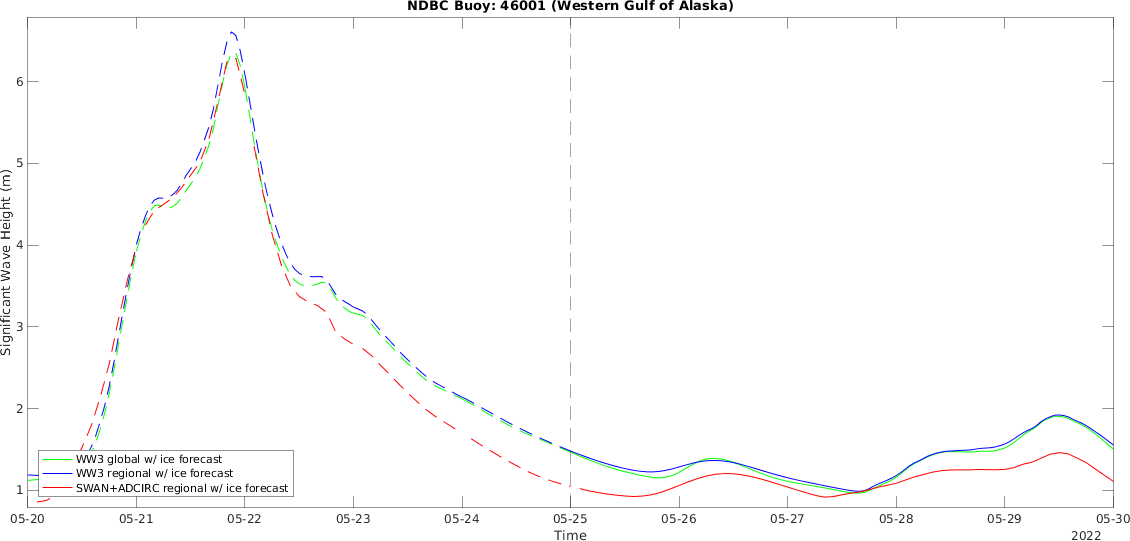 NDBC Buoy: 46001 (Western Gulf of Alaska)
Significant Wave Height (m)
6
5
4
3
2
1
WW3 global w/ ice forecast
WW3 regional w/ ice forecast
SWAN+ADCIRC regional w/ ice forecast
05-20 05-21 05-22 05-23 05-24 05-25 05-26 05-27 05-28 05-29 05-30
Time
2022